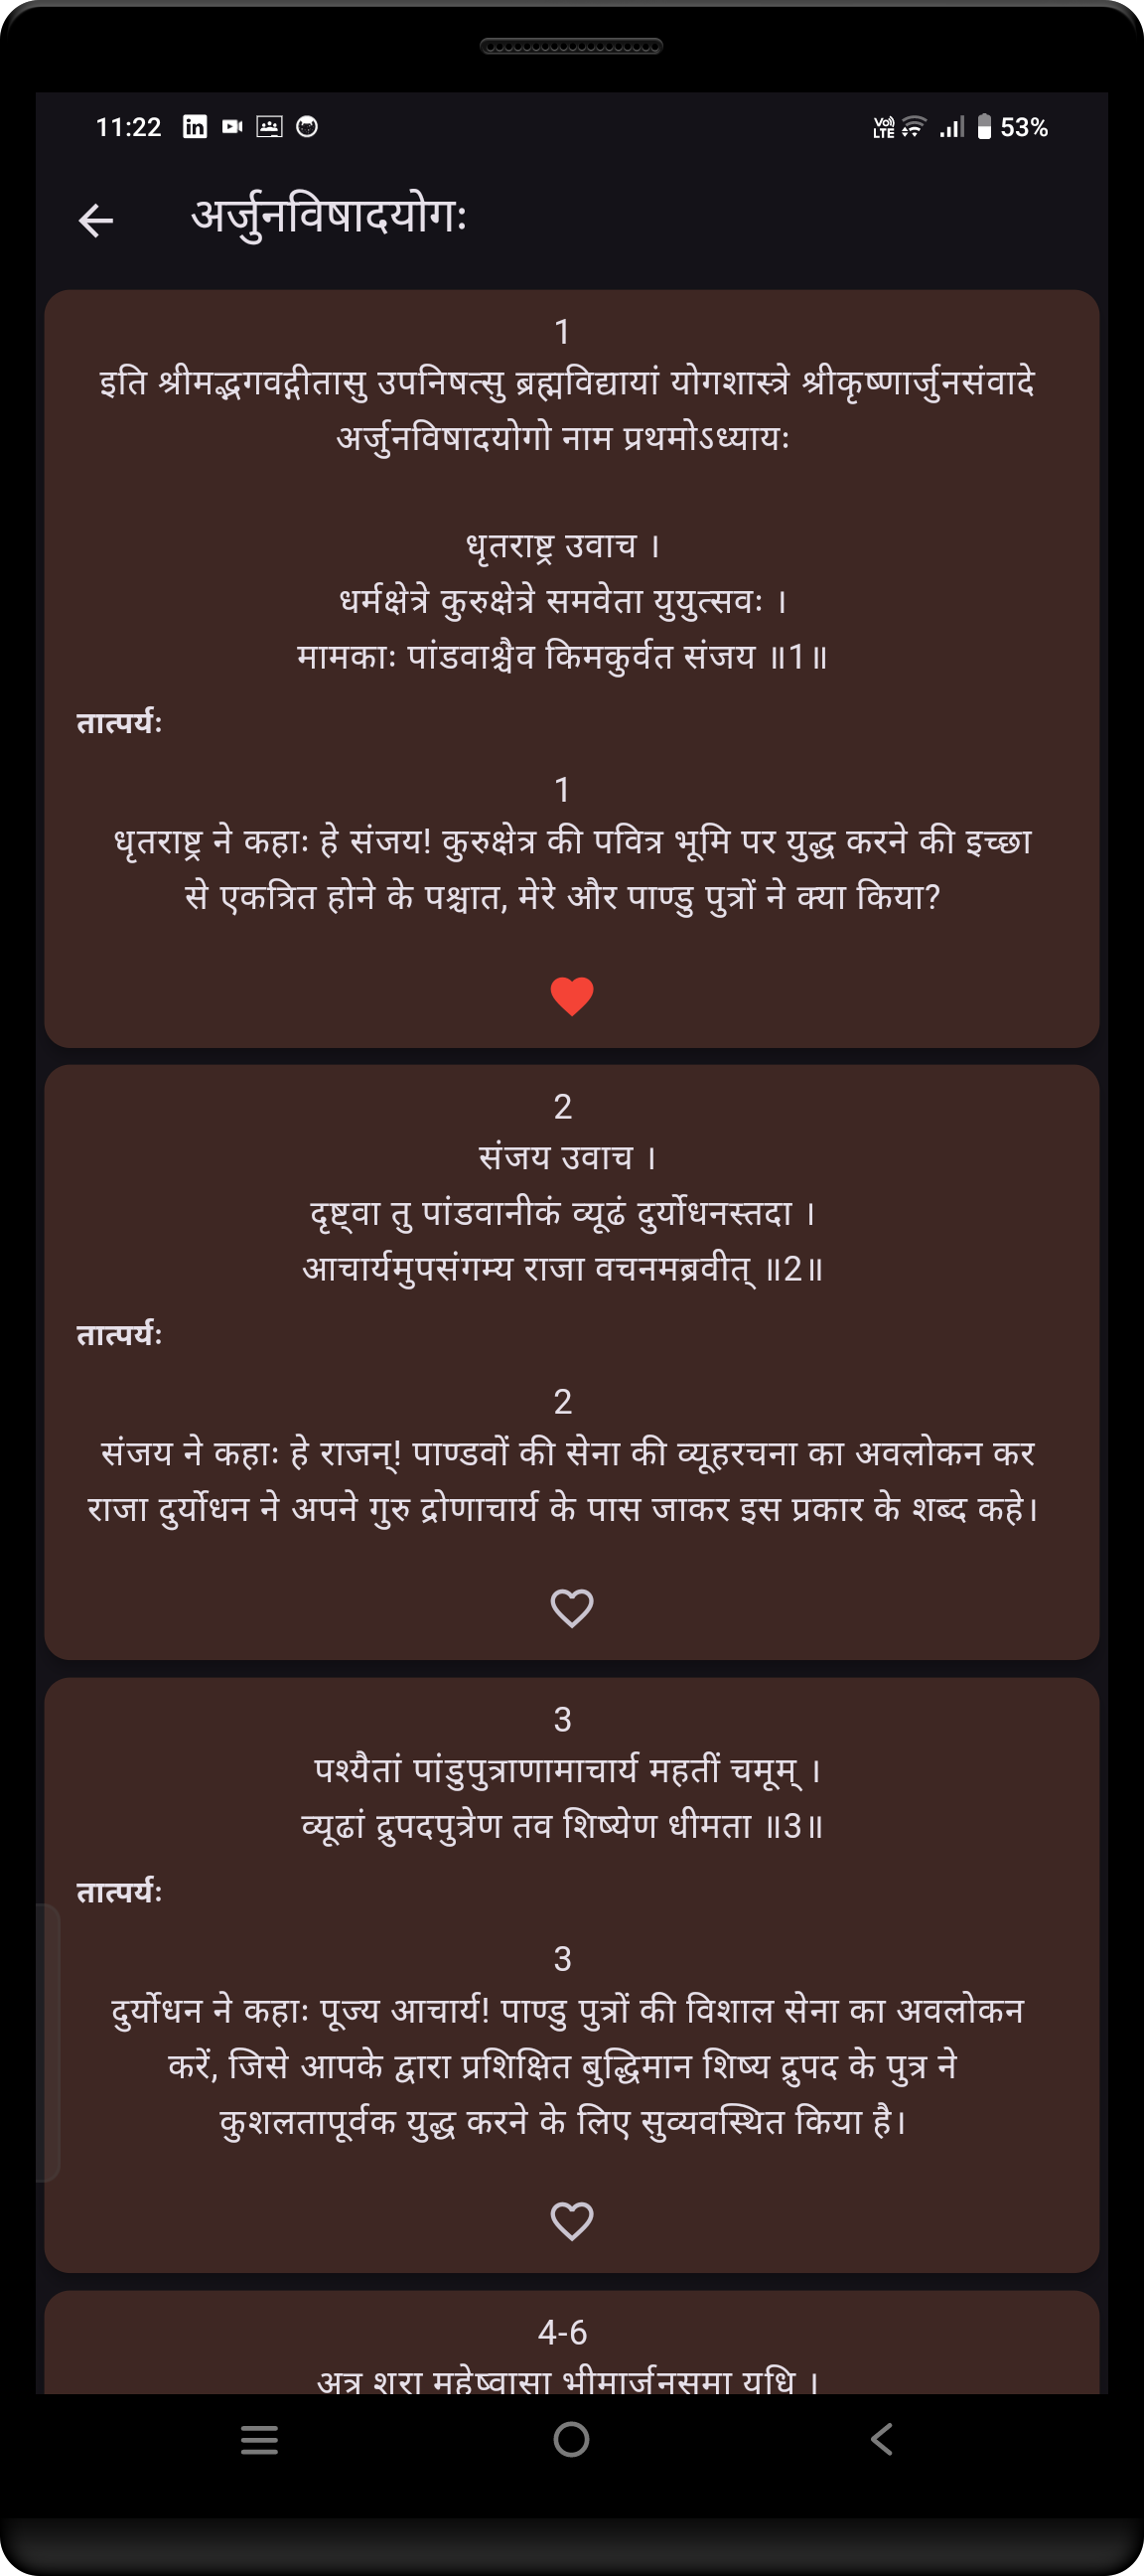 11:22
Vo)) LTE 53%
अर्जुनविषादयोगः
1
इति श्रीमद्भगवद्गीतासु उपनिषत्सु ब्रह्मविद्यायां योगशास्त्रे श्रीकृष्णार्जुनसंवादे
अर्जुनविषादयोगो नाम प्रथमोऽध्यायः
धृतराष्ट्र उवाच ।
धर्मक्षेत्रे कुरुक्षेत्रे समवेता युयुत्सवः ।
मामकाः पांडवाश्चैव किमकुर्वत संजय ॥1॥
तात्पर्यः
1
धृतराष्ट्र ने कहाः हे संजय! कुरुक्षेत्र की पवित्र भूमि पर युद्ध करने की इच्छा
से एकत्रित होने के पश्चात, मेरे और पाण्डु पुत्रों ने क्या किया?
2
संजय उवाच ।
दृष्ट्वा तु पांडवानीकं व्यूढं दुर्योधनस्तदा ।
आचार्यमुपसंगम्य राजा वचनमब्रवीत् ॥2॥
तात्पर्यः
2
संजय ने कहाः हे राजन्! पाण्डवों की सेना की व्यूहरचना का अवलोकन कर
राजा दुर्योधन ने अपने गुरु द्रोणाचार्य के पास जाकर इस प्रकार के शब्द कहे।
3
पश्यैतां पांडुपुत्राणामाचार्य महतीं चमूम् ।
व्यूढां द्रुपदपुत्रेण तव शिष्येण धीमता ॥3॥
तात्पर्यः
3
दुर्योधन ने कहाः पूज्य आचार्य! पाण्डु पुत्रों की विशाल सेना का अवलोकन
करें, जिसे आपके द्वारा प्रशिक्षित बुद्धिमान शिष्य द्रुपद के पुत्र ने
कुशलतापूर्वक युद्ध करने के लिए सुव्यवस्थित किया है।
4-6
अत्र शूरा महेष्वासा भीमार्जुनसमा युधि ।